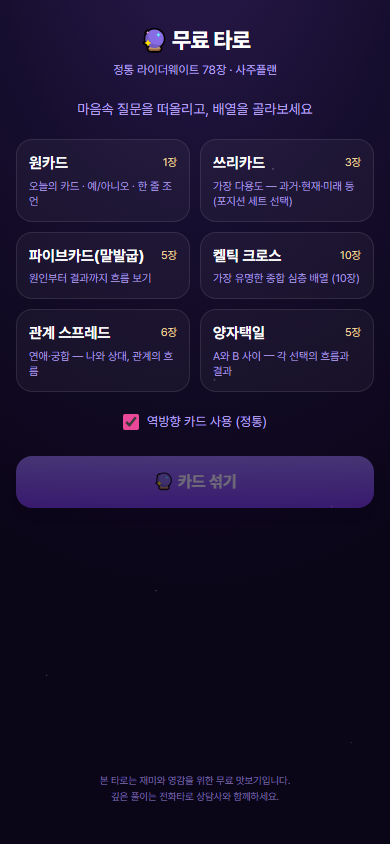 🔮 무료 타로
정통 라이더웨이트 78장 · 사주플랜
마음속 질문을 떠올리고, 배열을 골라보세요
원카드 1장
오늘의 카드 · 예/아니오 · 한 줄 조
언
쓰리카드 3장
가장 다용도 — 과거·현재·미래 등
(포지션 세트 선택)
파이브카드(말발굽) 5장
원인부터 결과까지 흐름 보기
켈틱 크로스 10장
가장 유명한 종합 심층 배열 (10장)
관계 스프레드 6장
연애·궁합 — 나와 상대, 관계의 흐
름
양자택일 5장
A와 B 사이 — 각 선택의 흐름과
결과
역방향 카드 사용 (정통)
🔮 카드 섞기
본 타로는 재미와 영감을 위한 무료 맛보기입니다.
깊은 풀이는 전화타로 상담사와 함께하세요.